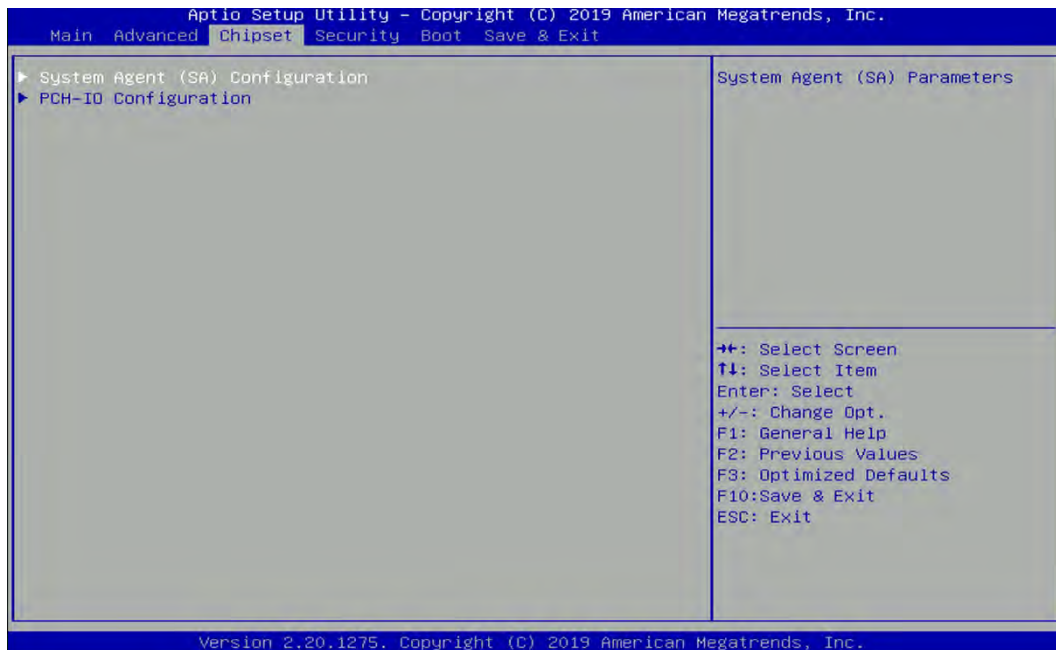 Aptio Setup Utility – Copyright (C) 2019 American Megatrends, Inc.
Main Advanced Chipset Security Boot Save & Exit
▶ System Agent (SA) Configuration
▶ PCH-IO Configuration
System Agent (SA) Parameters
→←: Select Screen
↑↓: Select Item
Enter: Select
+/-: Change Opt.
F1: General Help
F2: Previous Values
F3: Optimized Defaults
F10:Save & Exit
ESC: Exit
Version 2.20.1275. Copyright (C) 2019 American Megatrends, Inc.